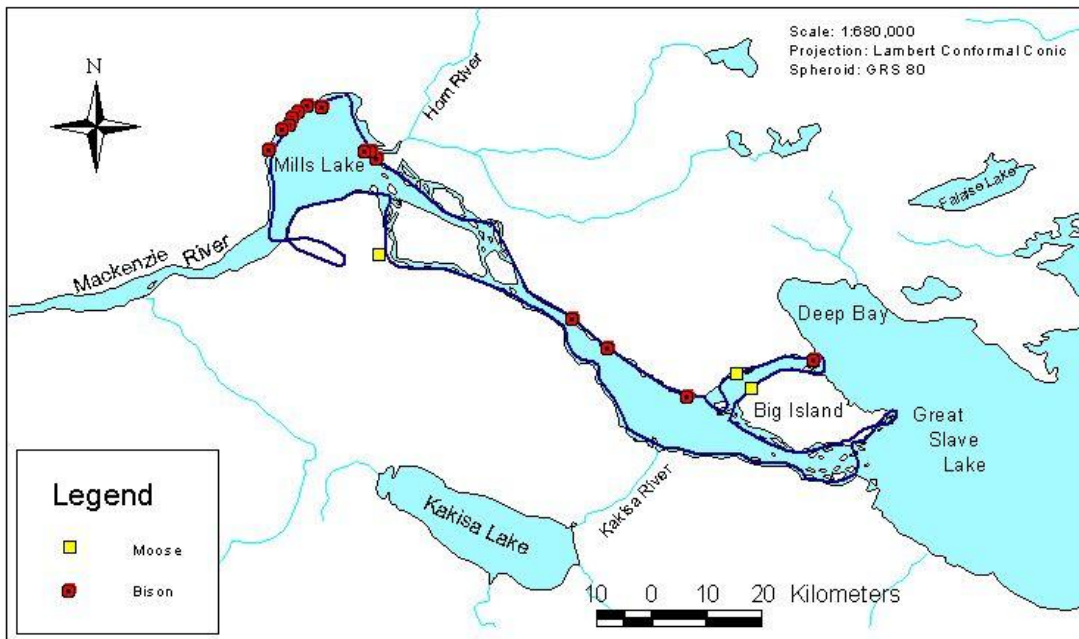 Scale: 1:680,000
Projection: Lambert Conformal Conic
Spheroid: GRS 80
N
Horn River
Mills Lake
Falaise Lake
Mackenzie River
Deep Bay
Big Island
Great
Slave
Lake
Kakisa River
Kakisa Lake
Legend
Moose
Bison
10 0 10 20 Kilometers